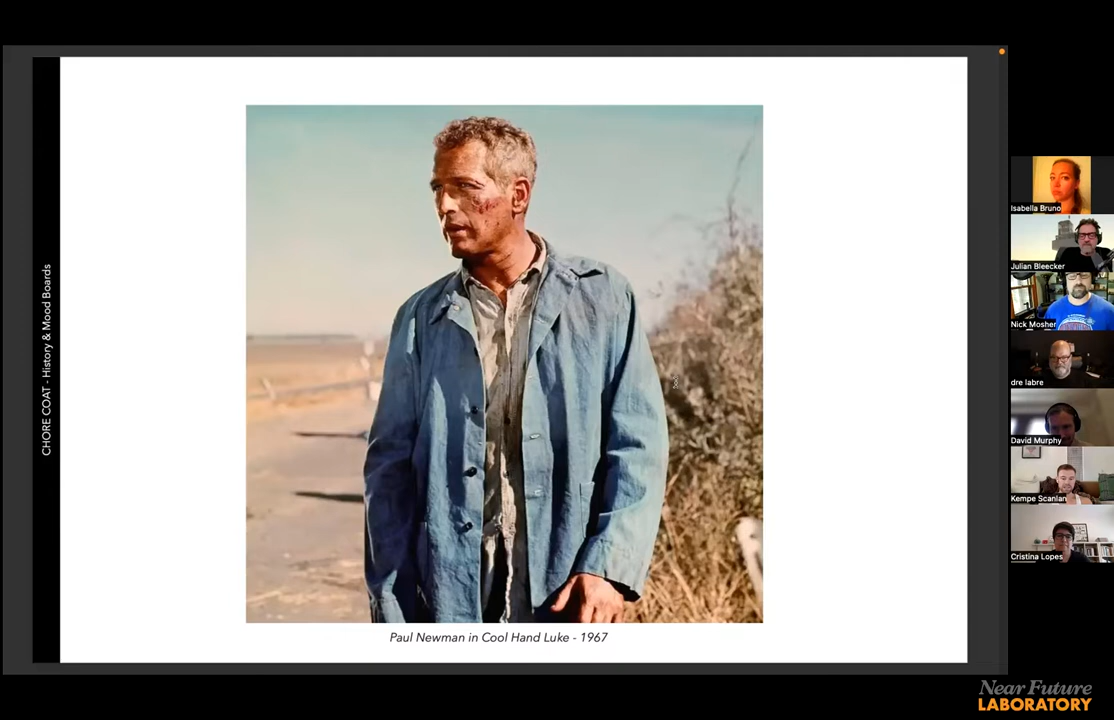 CHORE COAT - History & Mood Boards
Paul Newman in Cool Hand Luke - 1967
Isabella Bruno
Julian Bleecker
Nick Mosher
dre labre
David Murphy
Kempe Scanlan
Cristina Lopes
Near Future
LABORATORY